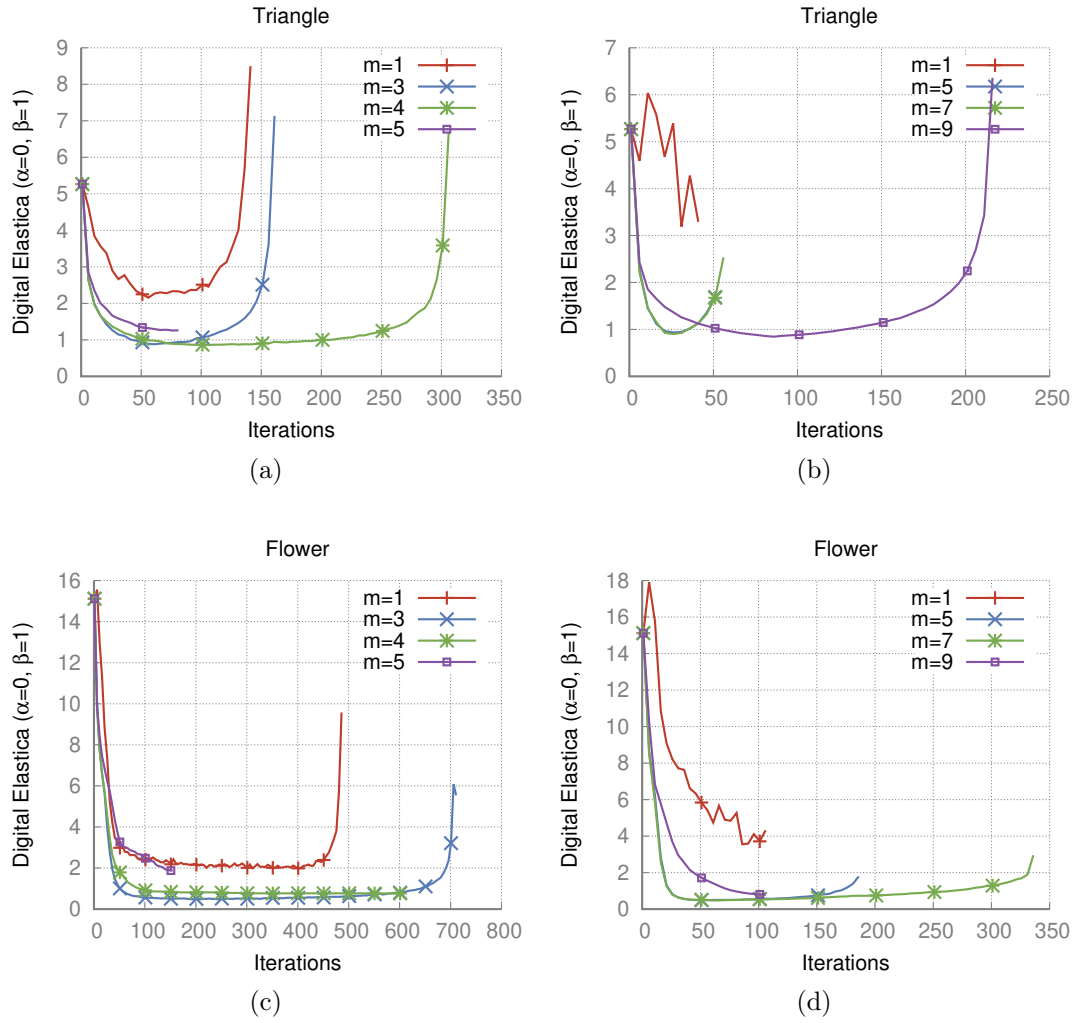 Triangle
Digital Elastica (α=0, β=1)
9
8
7
6
5
4
3
2
1
0
m=1
m=3
m=4
m=5
0 50 100 150 200 250 300 350
Iterations
(a)
Triangle
Digital Elastica (α=0, β=1)
7
6
5
4
3
2
1
0
m=1
m=5
m=7
m=9
0 50 100 150 200 250
Iterations
(b)
Flower
Digital Elastica (α=0, β=1)
16
14
12
10
8
6
4
2
0
m=1
m=3
m=4
m=5
0 100 200 300 400 500 600 700 800
Iterations
(c)
Flower
Digital Elastica (α=0, β=1)
18
16
14
12
10
8
6
4
2
0
m=1
m=5
m=7
m=9
0 50 100 150 200 250 300 350
Iterations
(d)